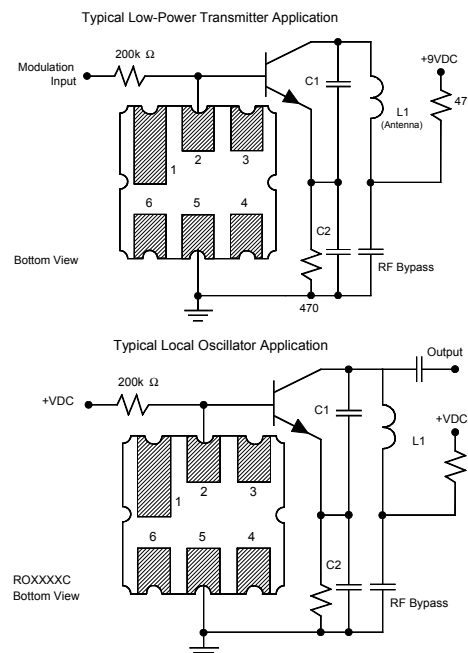 Typical Low-Power Transmitter Application
200k Ω
Modulation
Input
C1
+9VDC
47
L1
(Antenna)
1
2
3
6
5
4
C2
Bottom View
RF Bypass
470
Typical Local Oscillator Application
Output
200k Ω
+VDC
C1
+VDC
L1
1
2
3
6
5
4
C2
ROXXXXC
Bottom View
RF Bypass